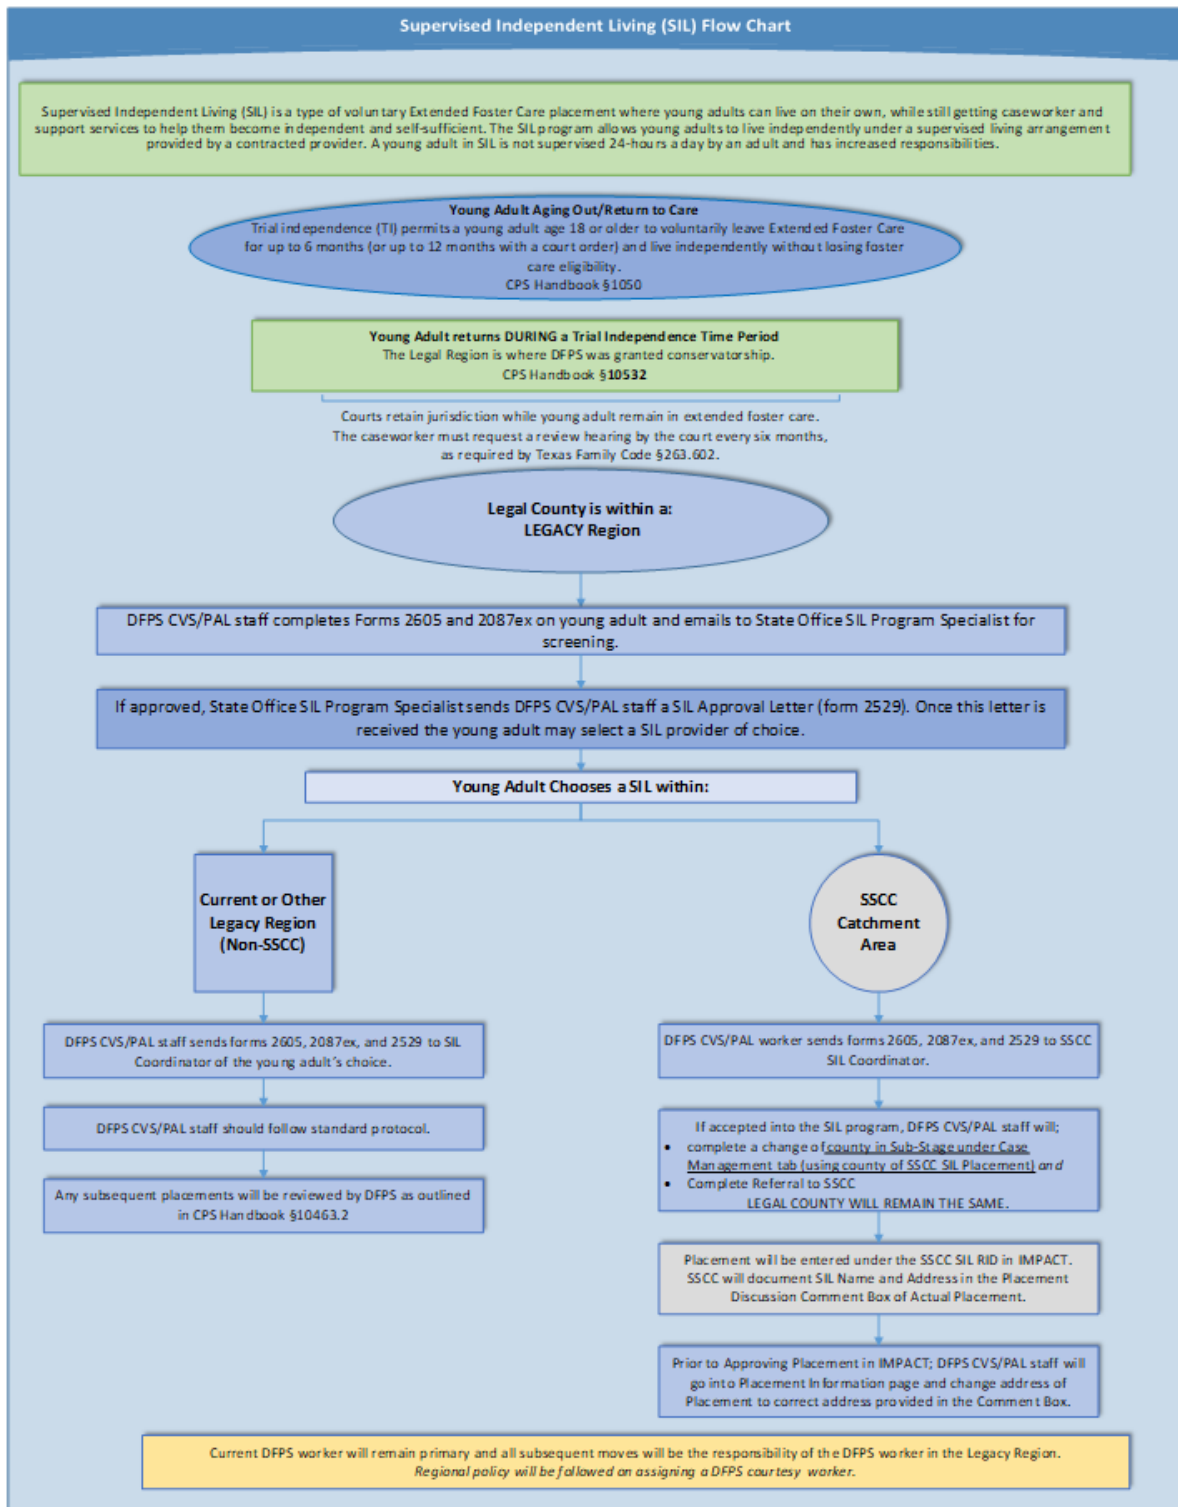 Supervised Independent Living (SIL) Flow Chart
Supervised Independent Living (SIL) is a type of voluntary Extended Foster Care placement where young adults can live on their own, while still getting caseworker and
support services to help them become independent and self-sufficient. The SIL program allows young adults to live independently under a supervised living arrangement
provided by a contracted provider. A young adult in SIL is not supervised 24-hours a day by an adult and has increased responsibilities.
Young Adult Aging Out/Return to Care
Trial independence (TI) permits a young adult age 18 or older to voluntarily leave Extended Foster Care
for up to 6 months (or up to 12 months with a court order) and live independently without losing foster
care eligibility.
CPS Handbook §1050
Young Adult returns DURING a Trial Independence Time Period
The Legal Region is where DFPS was granted conservatorship.
CPS Handbook §10532
Courts retain jurisdiction while young adult remain in extended foster care.
The caseworker must request a review hearing by the court every six months,
as required by Texas Family Code §263.602.
Legal County is within a:
LEGACY Region
DFPS CVS/PAL staff completes Forms 2605 and 2087ex on young adult and emails to State Office SIL Program Specialist for
screening.
If approved, State Office SIL Program Specialist sends DFPS CVS/PAL staff a SIL Approval Letter (form 2529). Once this letter is
received the young adult may select a SIL provider of choice.
Young Adult Chooses a SIL within:
Current or Other
Legacy Region
(Non-SSCC)
DFPS CVS/PAL staff sends forms 2605, 2087ex, and 2529 to SIL
Coordinator of the young adult's choice.
DFPS CVS/PAL staff should follow standard protocol.
Any subsequent placements will be reviewed by DFPS as outlined
in CPS Handbook §10463.2
SSCC
Catchment
Area
DFPS CVS/PAL worker sends forms 2605, 2087ex, and 2529 to SSCC
SIL Coordinator.
If accepted into the SIL program, DFPS CVS/PAL staff will;
• complete a change of county in Sub-Stage under Case
Management tab (using county of SSCC SIL Placement) and
• Complete Referral to SSCC
LEGAL COUNTY WILL REMAIN THE SAME.
Placement will be entered under the SSCC SIL RID in IMPACT.
SSCC will document SIL Name and Address in the Placement
Discussion Comment Box of Actual Placement.
Prior to Approving Placement in IMPACT; DFPS CVS/PAL staff will
go into Placement Information page and change address of
Placement to correct address provided in the Comment Box.
Current DFPS worker will remain primary and all subsequent moves will be the responsibility of the DFPS worker in the Legacy Region.
Regional policy will be followed on assigning a DFPS courtesy worker.